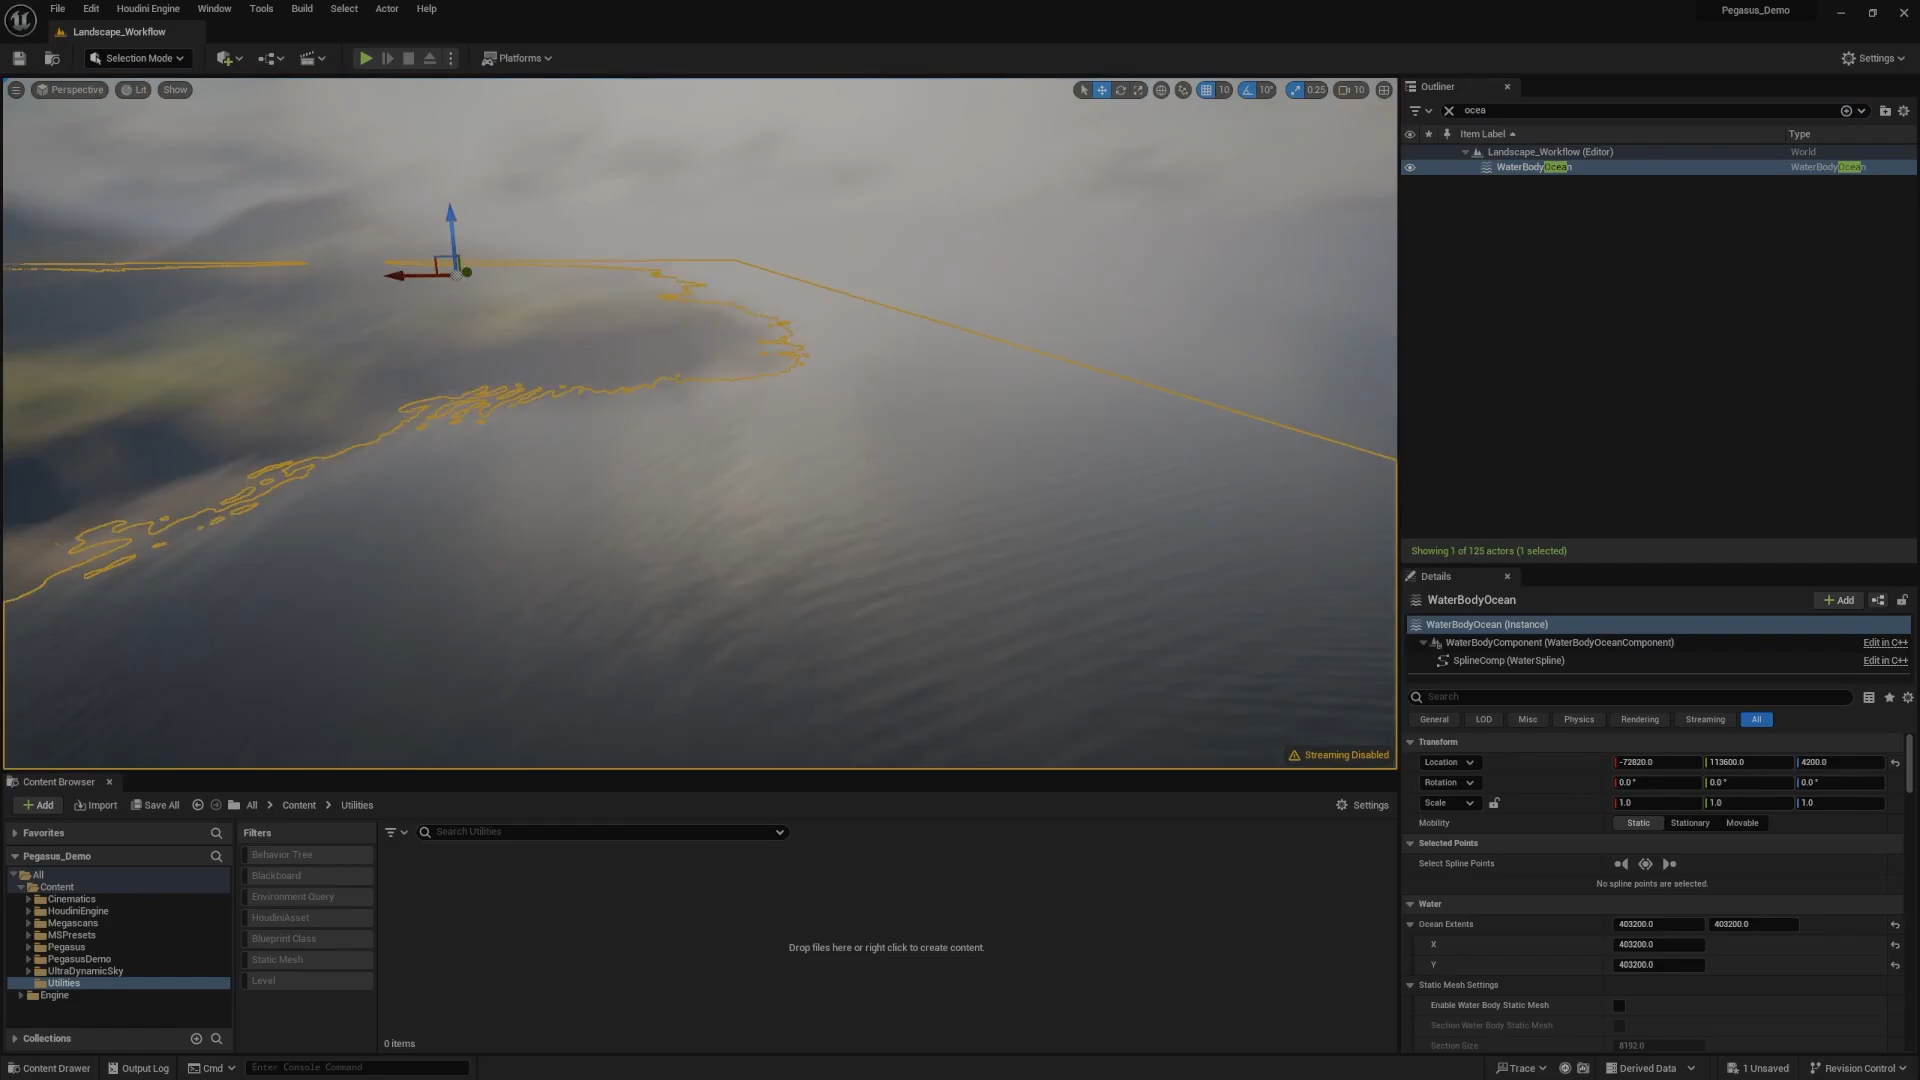 File Edit Houdini Engine Window Tools Build Select Actor Help
Pegasus_Demo
Landscape_Workflow
Selection Mode
Platforms
Settings
Perspective Lit Show
10 10° 0.25 10
Outliner
ocea
Item Label Type
Landscape_Workflow (Editor) World
WaterBodyOcean WaterBodyOcean
Showing 1 of 125 actors (1 selected)
Details
WaterBodyOcean
Add
WaterBodyOcean (Instance)
WaterBodyComponent (WaterBodyOceanComponent) Edit in C++
SplineComp (WaterSpline) Edit in C++
Search
General LOD Misc Physics Rendering Streaming All
Transform
Location -72820.0 113600.0 4200.0
Rotation 0.0° 0.0° 0.0°
Scale 1.0 1.0 1.0
Mobility Static Stationary Movable
Selected Points
Select Spline Points
No spline points are selected.
Water
Ocean Extents 403200.0 403200.0
X 403200.0
Y 403200.0
Static Mesh Settings
Enable Water Body Static Mesh
Section Water Body Static Mesh
Section Size 8192.0
Streaming Disabled
Content Browser
Add Import Save All All Content Utilities Settings
Favorites
Pegasus_Demo
All
Content
Cinematics
HoudiniEngine
Megascans
MSPresets
Pegasus
PegasusDemo
UltraDynamicSky
Utilities
Engine
Collections
Filters
Behavior Tree
Blackboard
Environment Query
HoudiniAsset
Blueprint Class
Static Mesh
Level
Search Utilities
Drop files here or right click to create content.
0 items
Content Drawer Output Log Cmd Enter Console Command Trace Derived Data 1 Unsaved Revision Control